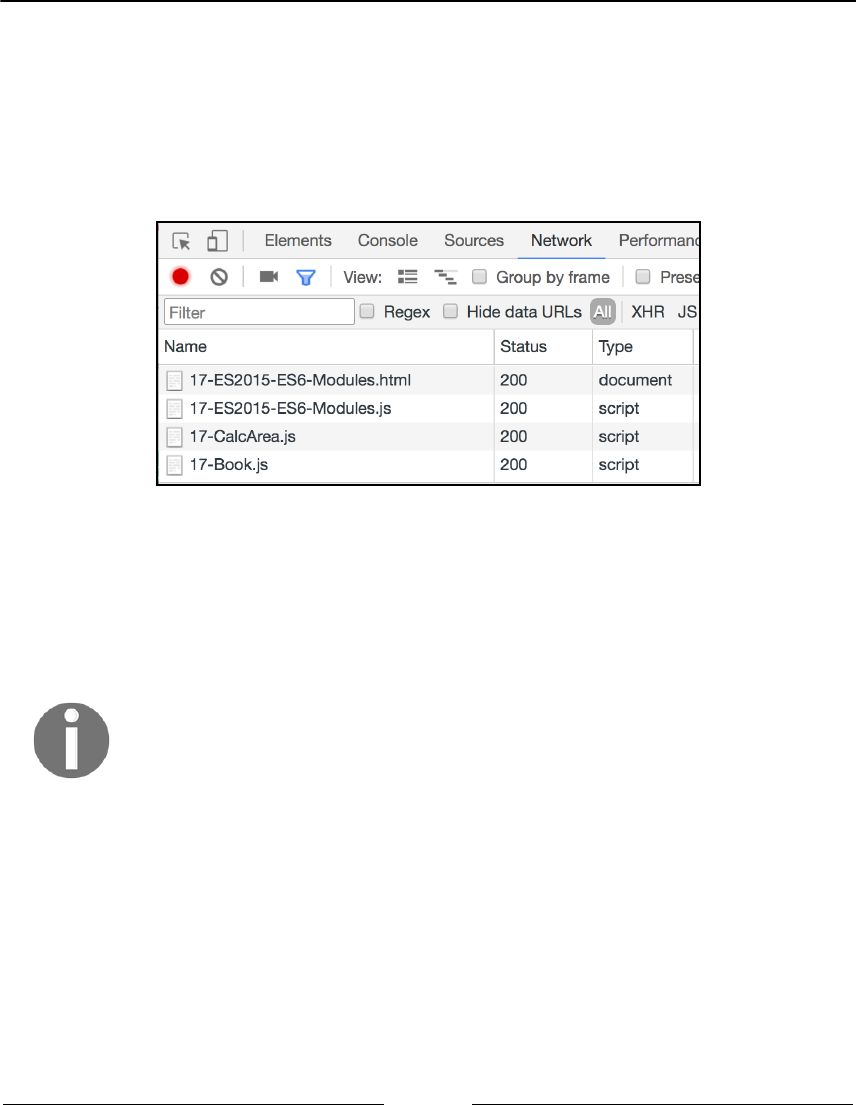 Elements Console Sources Network Performanc
View: Group by frame Prese
Filter Regex Hide data URLs All XHR JS
Name Status Type
17-ES2015-ES6-Modules.html 200 document
17-ES2015-ES6-Modules.js 200 script
17-CalcArea.js 200 script
17-Book.js 200 script